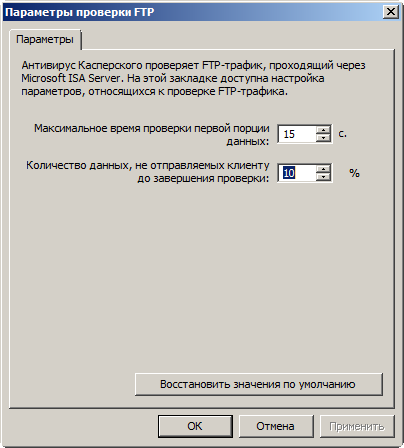 Параметры проверки FTP
Параметры
Антивирус Касперского проверяет FTP-трафик, проходящий через
Microsoft ISA Server. На этой закладке доступна настройка
параметров, относящихся к проверке FTP-трафика.
Максимальное время проверки первой порции
данных: 15 с.
Количество данных, не отправляемых клиенту
до завершения проверки: 10 %
Восстановить значения по умолчанию
ОК Отмена Применить